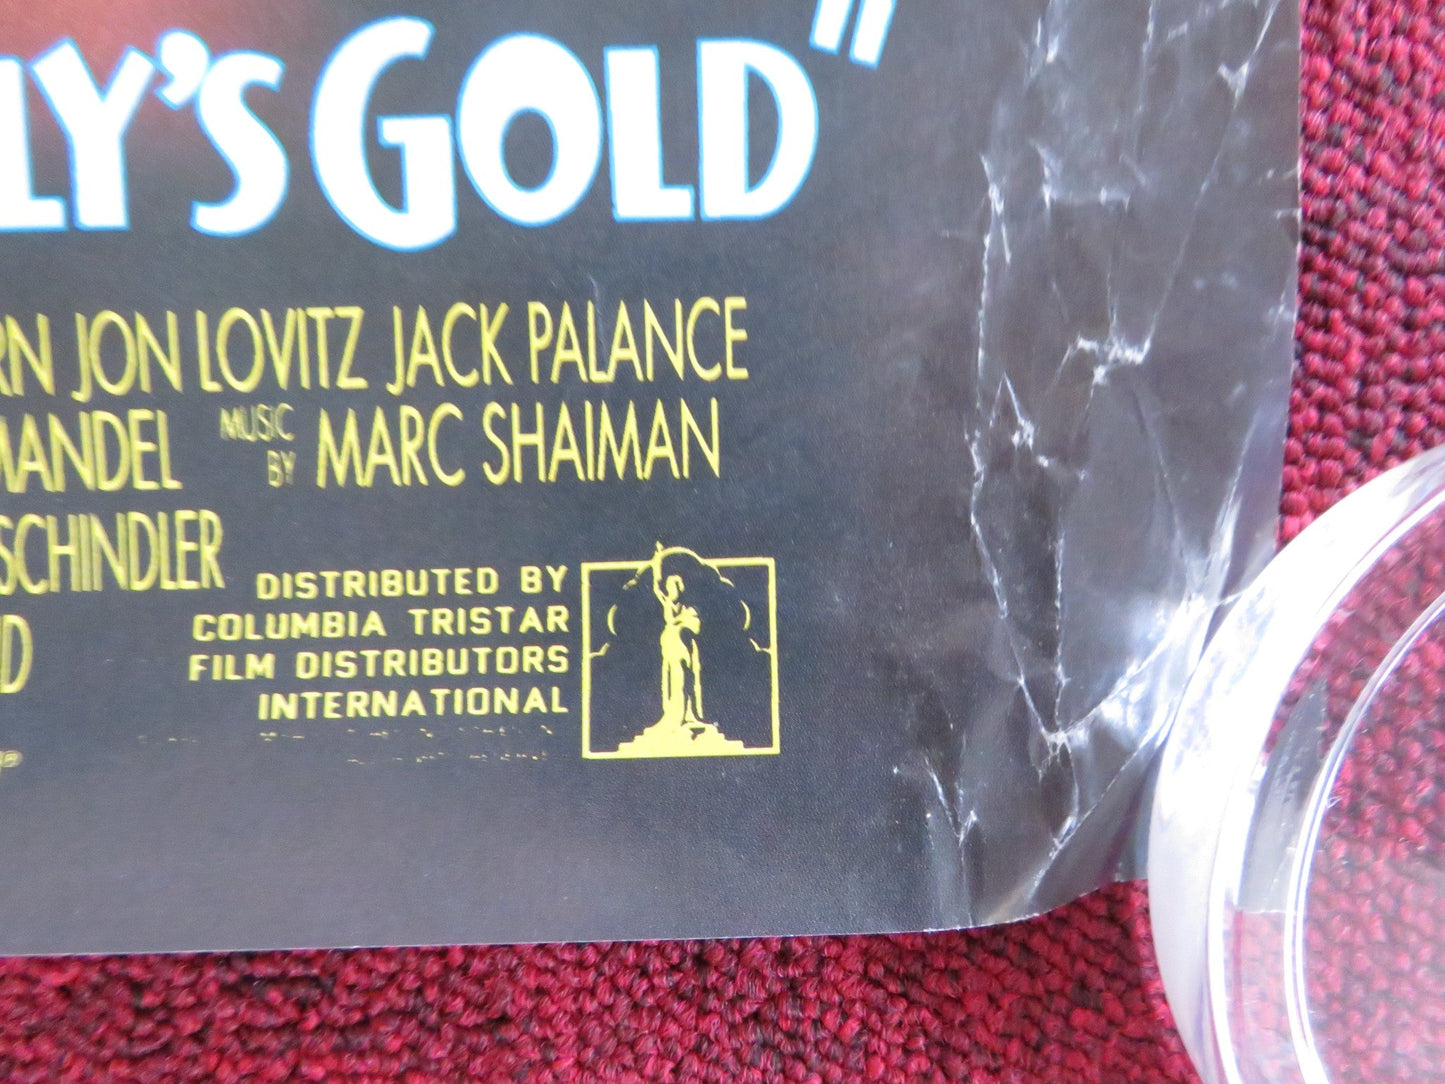 LY'S GOLD"
RN JON LOVITZ JACK PALANCE
MANDEL MUSIC BY MARC SHAIMAN
SCHINDLER
DISTRIBUTED BY
COLUMBIA TRISTAR
FILM DISTRIBUTORS
INTERNATIONAL